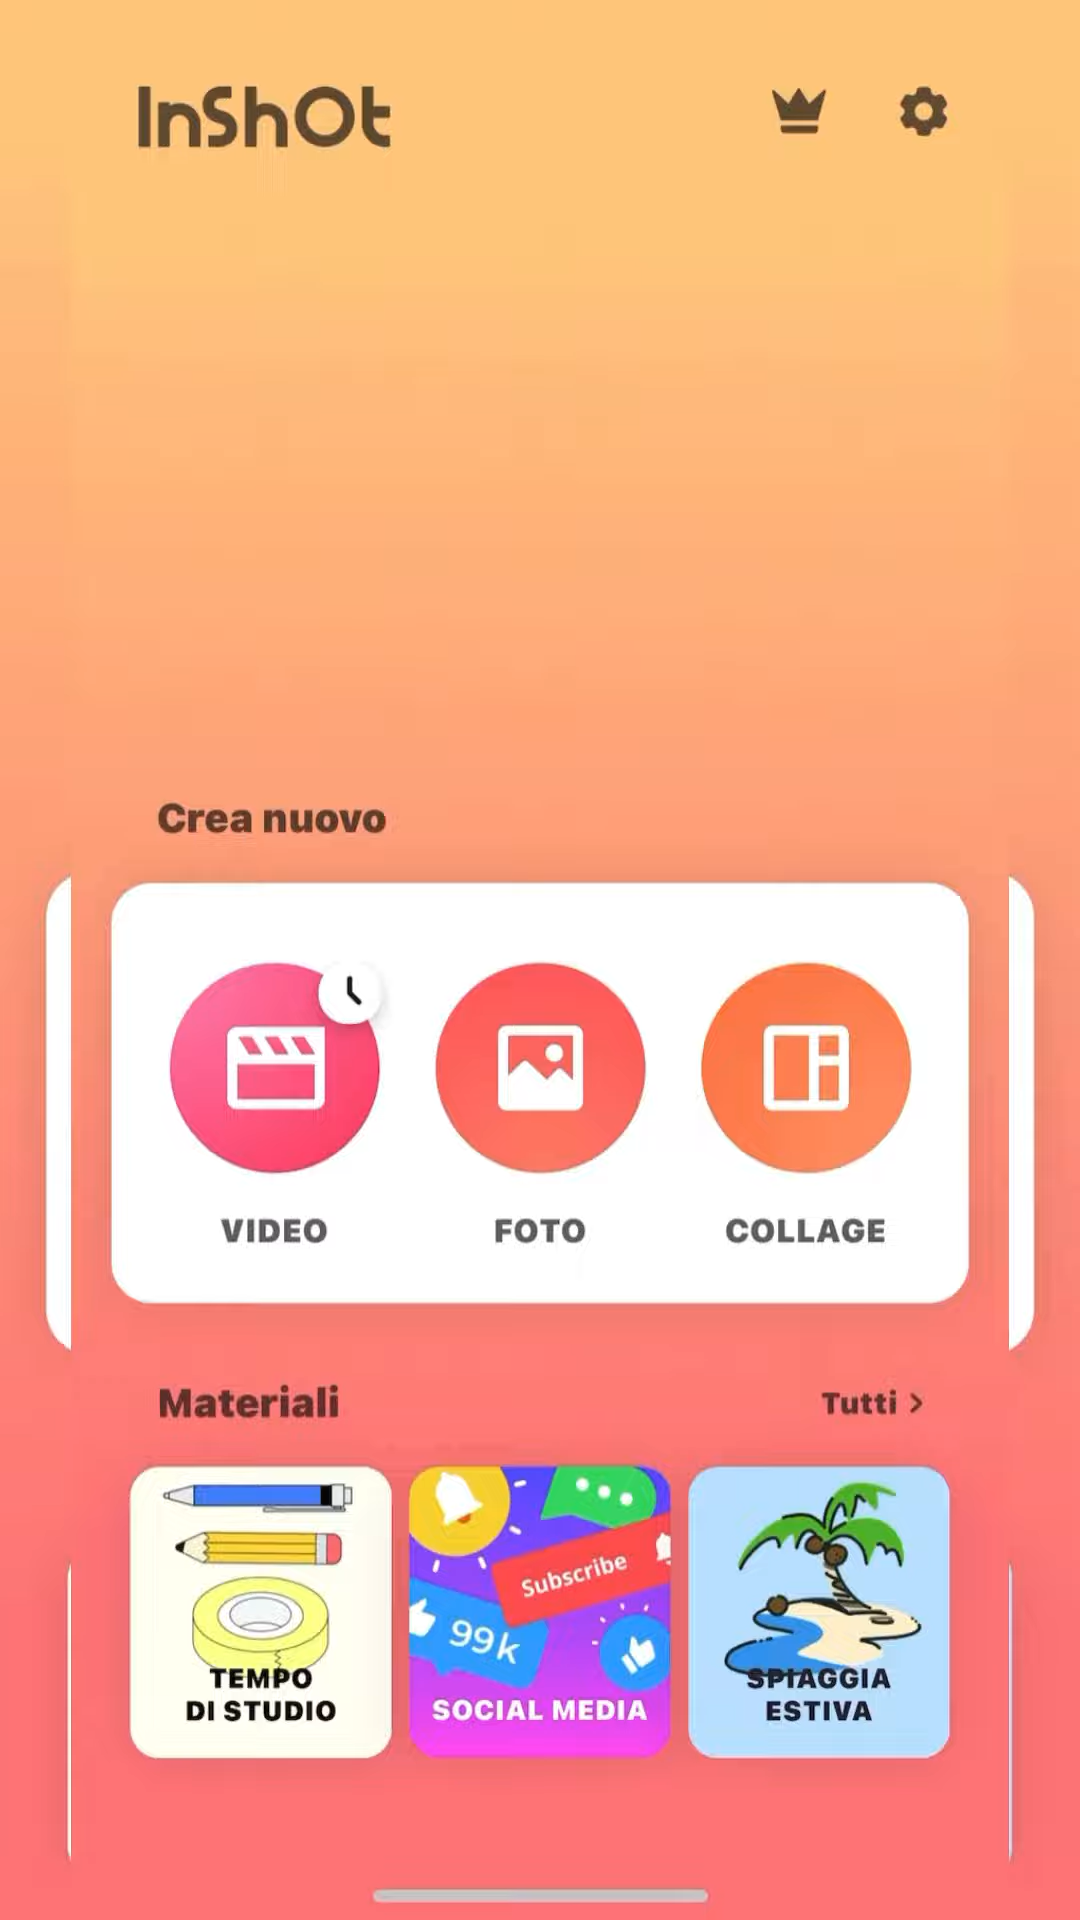 InShOt
Crea nuovo
VIDEO
FOTO
COLLAGE
Materiali
Tutti >
TEMPO
DI STUDIO
Subscribe
99k
SOCIAL MEDIA
SPIAGGIA
ESTIVA